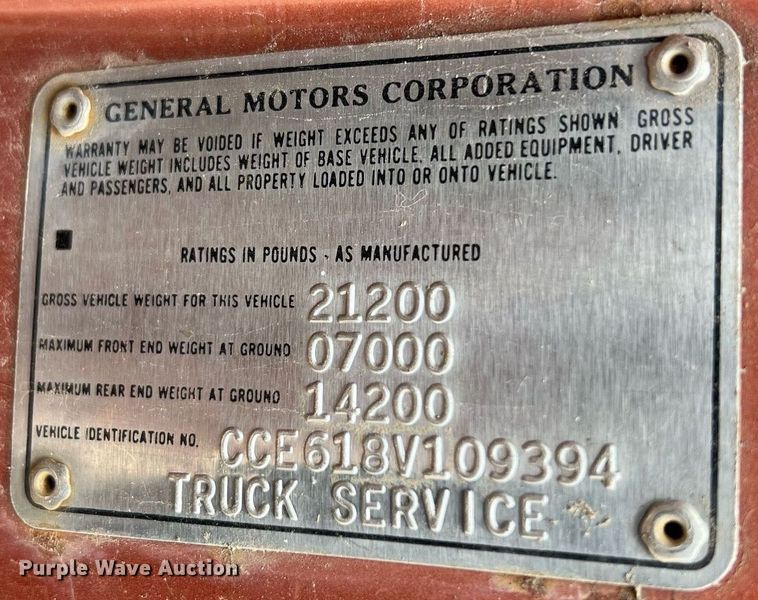 GENERAL MOTORS CORPORATION
WARRANTY MAY BE VOIDED IF WEIGHT EXCEEDS ANY OF RATINGS SHOWN GROSS
VEHICLE WEIGHT INCLUDES WEIGHT OF BASE VEHICLE, ALL ADDED EQUIPMENT, DRIVER
AND PASSENGERS, AND ALL PROPERTY LOADED INTO OR ONTO VEHICLE.
RATINGS IN POUNDS - AS MANUFACTURED
GROSS VEHICLE WEIGHT FOR THIS VEHICLE 21200
MAXIMUM FRONT END WEIGHT AT GROUND 07000
MAXIMUM REAR END WEIGHT AT GROUND 14200
VEHICLE IDENTIFICATION NO. CCE618V109394
TRUCK SERVICE
Purple Wave Auction